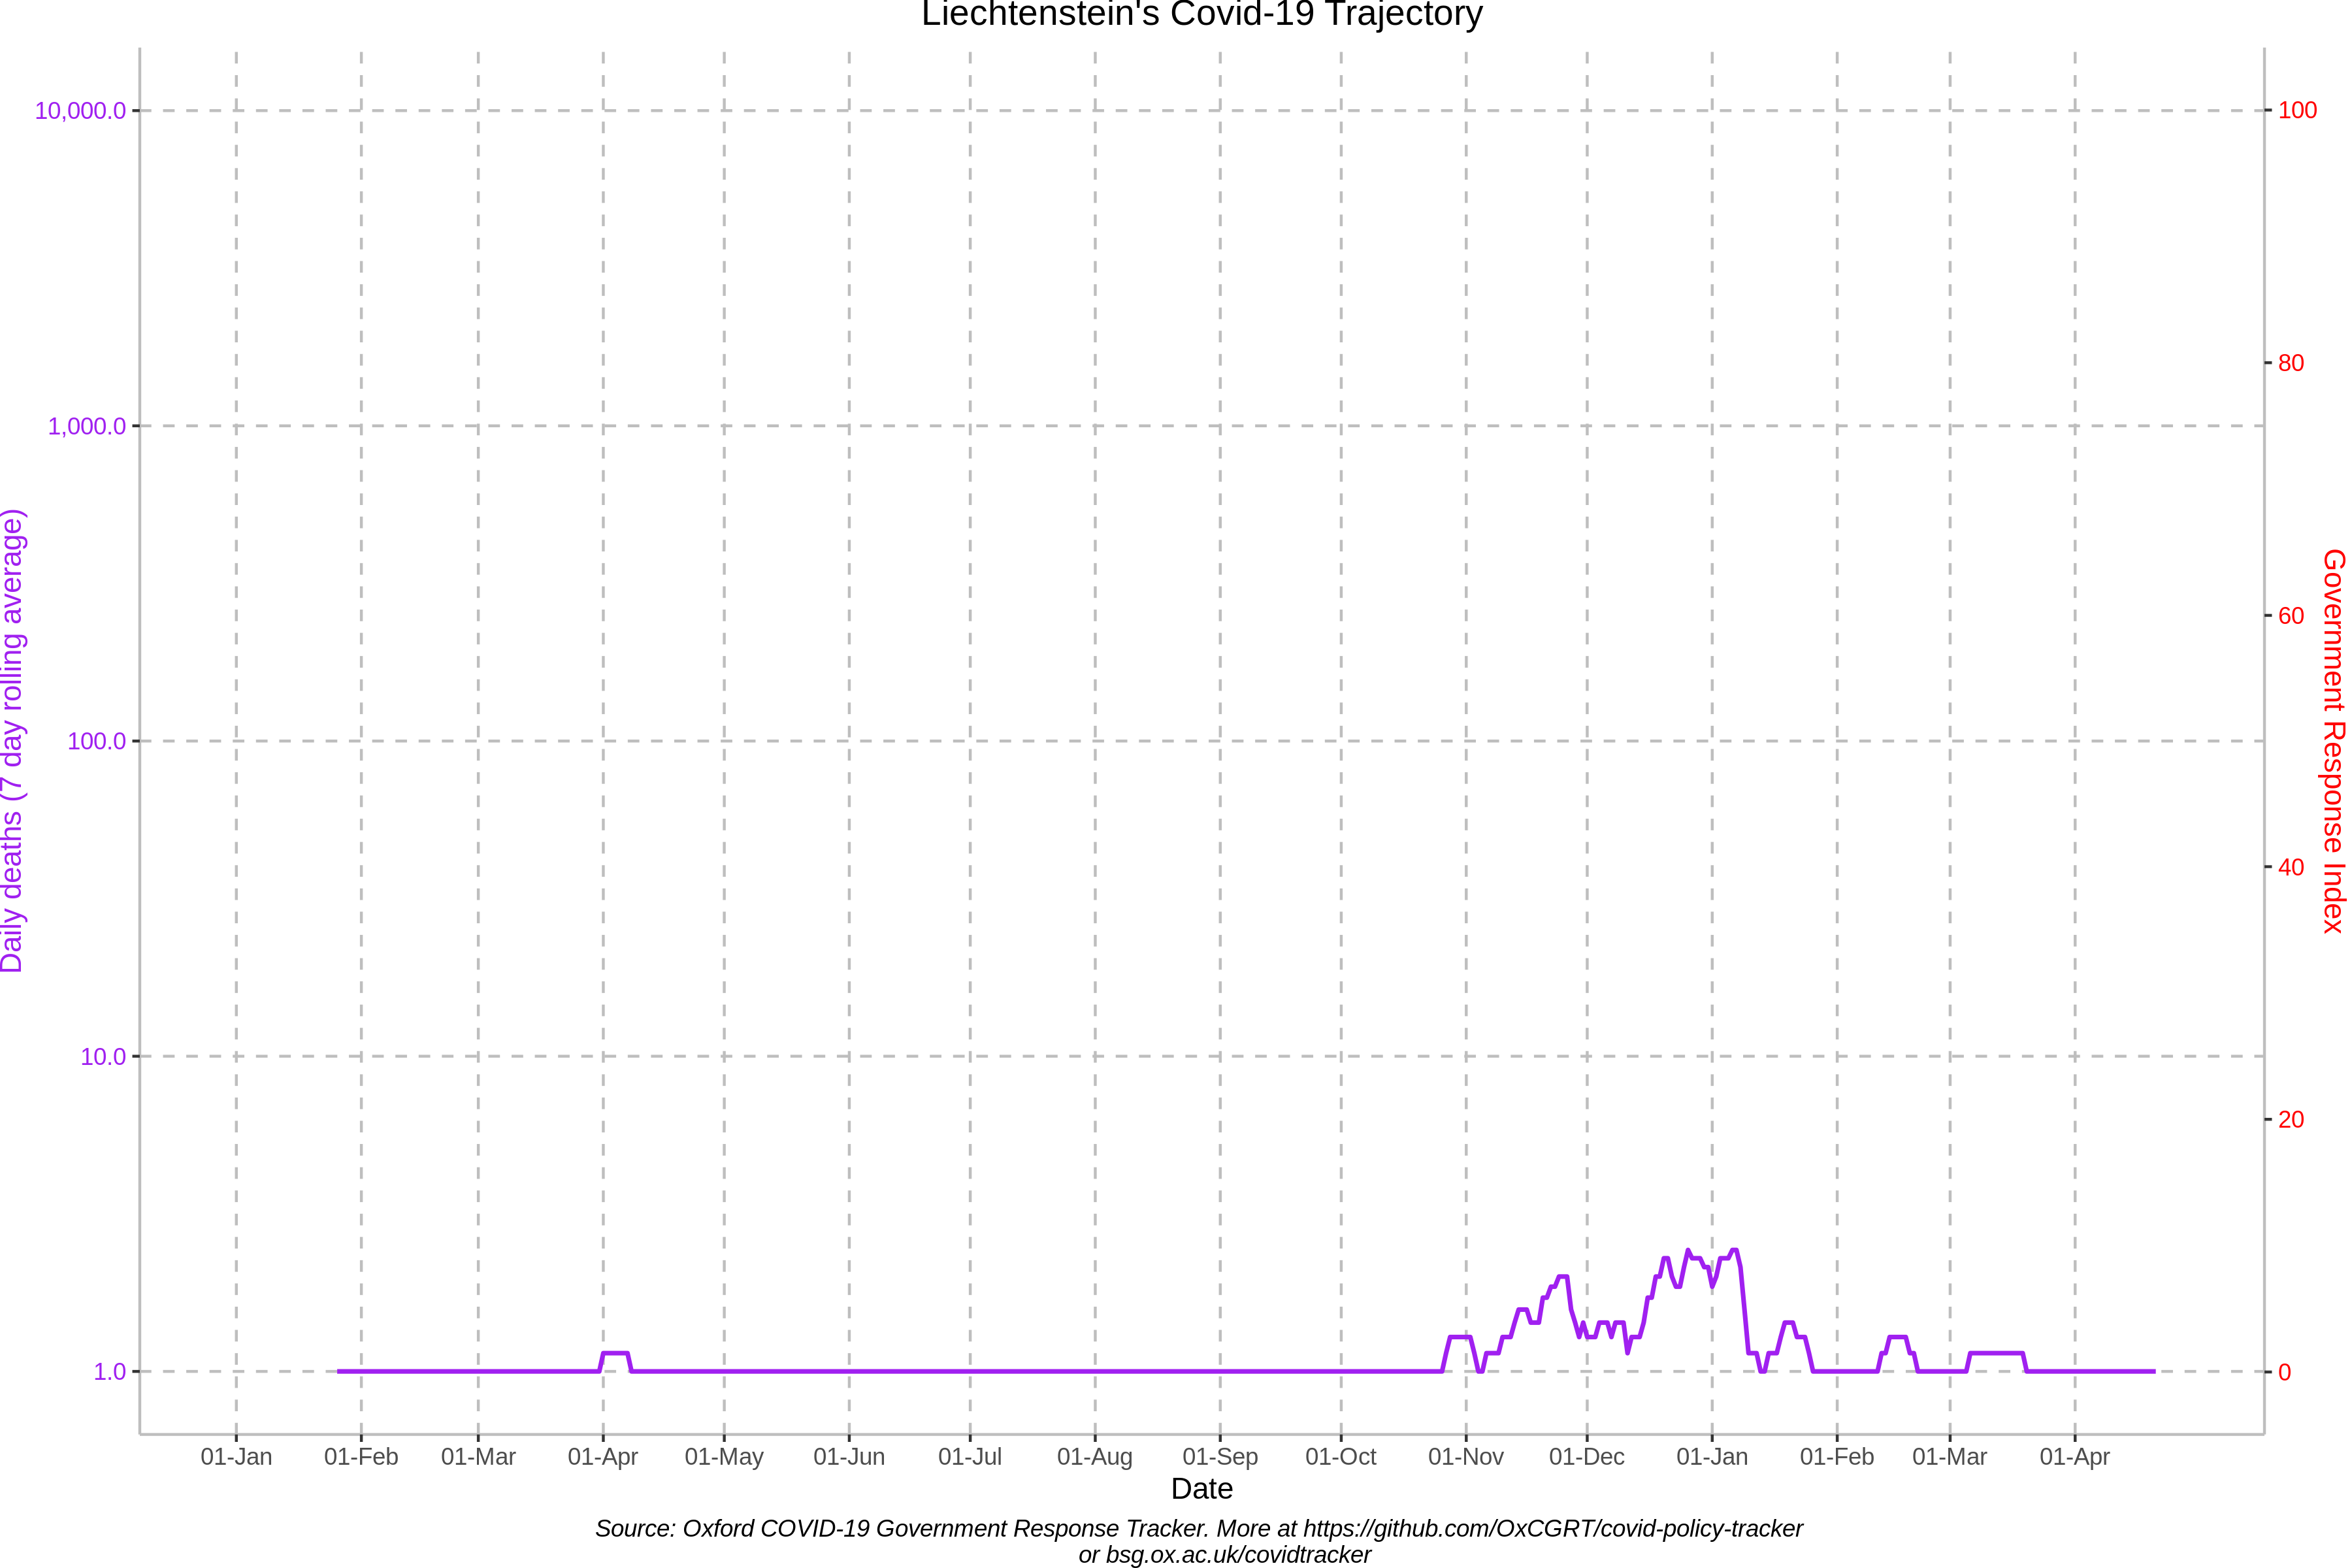 Liechtenstein's Covid-19 Trajectory
10,000.0
1,000.0
100.0
10.0
1.0
Daily deaths (7 day rolling average)
100
80
60
40
20
0
Government Response Index
01-Jan 01-Feb 01-Mar 01-Apr 01-May 01-Jun 01-Jul 01-Aug 01-Sep 01-Oct 01-Nov 01-Dec 01-Jan 01-Feb 01-Mar 01-Apr
Date
Source: Oxford COVID-19 Government Response Tracker. More at https://github.com/OxCGRT/covid-policy-tracker
or bsg.ox.ac.uk/covidtracker